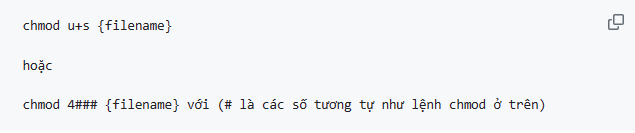 chmod u+s {filename}
hoặc
chmod 4### {filename} với (# là các số tương tự như lệnh chmod ở trên)